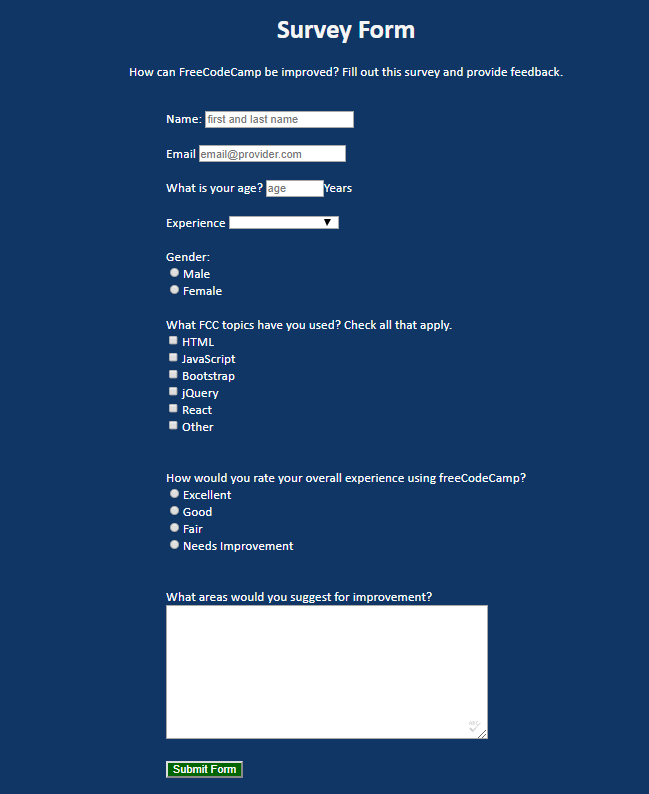 Survey Form
How can FreeCodeCamp be improved? Fill out this survey and provide feedback.
Name: first and last name
Email email@provider.com
What is your age? age Years
Experience
Gender:
Male
Female
What FCC topics have you used? Check all that apply.
HTML
JavaScript
Bootstrap
jQuery
React
Other
How would you rate your overall experience using freeCodeCamp?
Excellent
Good
Fair
Needs Improvement
What areas would you suggest for improvement?
Submit Form